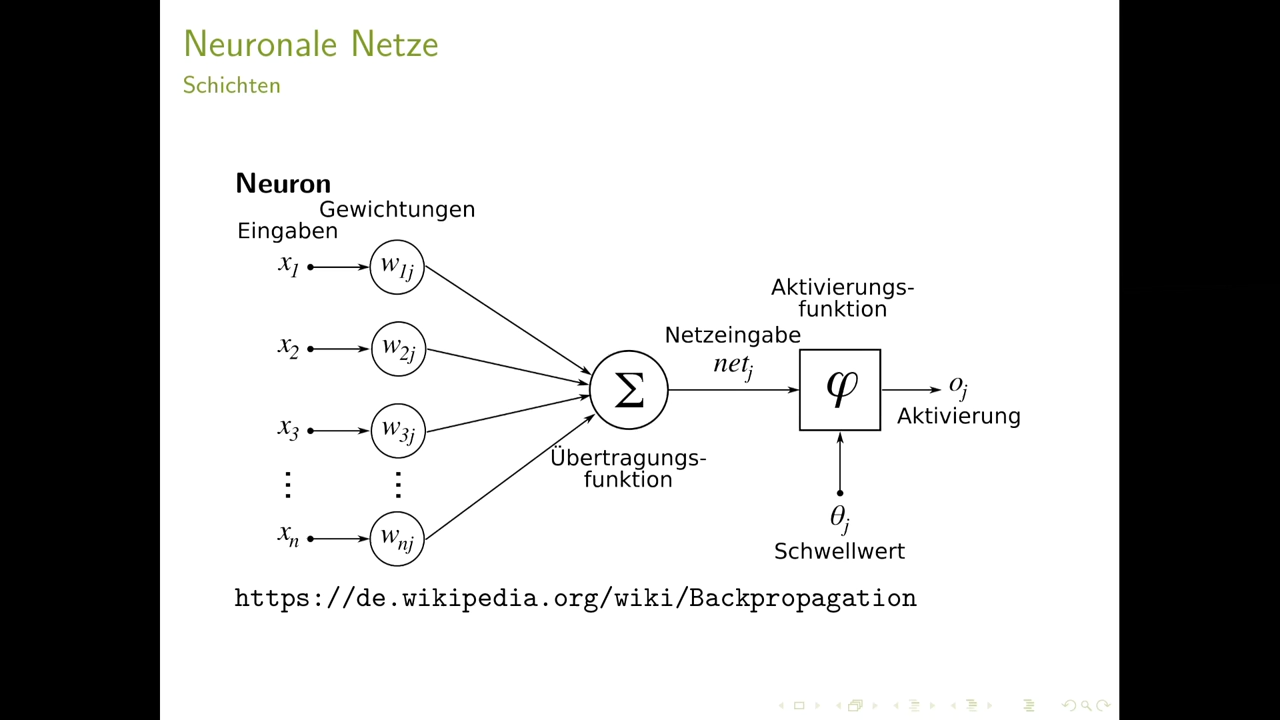 Neuronale Netze
Schichten
Neuron
Gewichtungen
Eingaben
x1
w1j
x2
w2j
x3
w3j
⋮ ⋮
xn
wnj
Σ
Übertragungs-
funktion
Netzeingabe
netj
Aktivierungs-
funktion
φ
oj
Aktivierung
θj
Schwellwert
https://de.wikipedia.org/wiki/Backpropagation